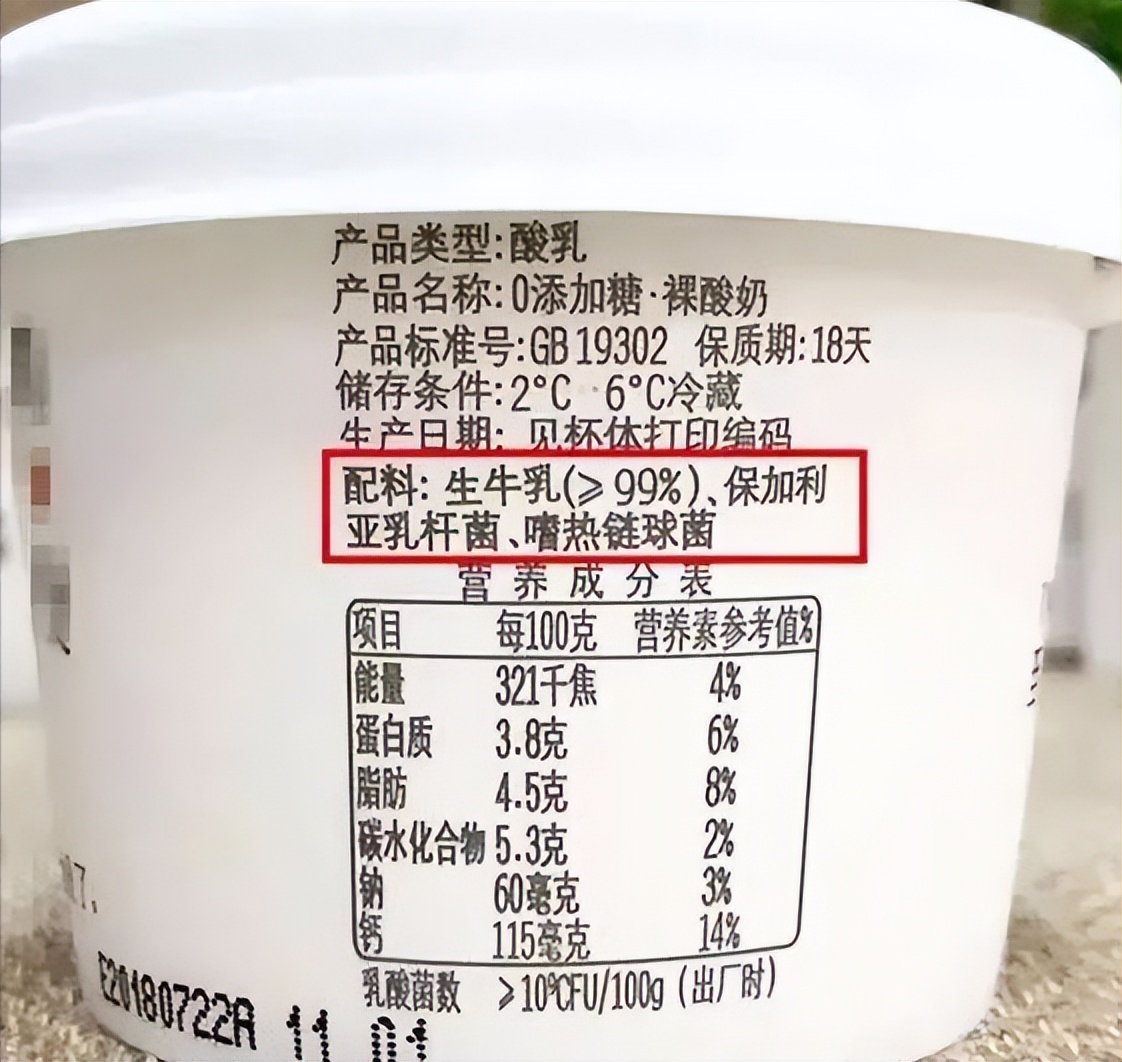 产品类型:酸乳
产品名称:0添加糖·裸酸奶
产品标准号:GB 19302 保质期:18天
储存条件:2°C 6°C冷藏
生产日期: 见杯体打印编码
配料: 生牛乳(≥99%)、保加利
亚乳杆菌、嗜热链球菌
营养成分表
项目 每100克 营养素参考值%
能量 321千焦 4%
蛋白质 3.8克 6%
脂肪 4.5克 8%
碳水化合物 5.3克 2%
钠 60毫克 3%
钙 115毫克 14%
乳酸菌数 ≥10⁹CFU/100g (出厂时)
E20180722A